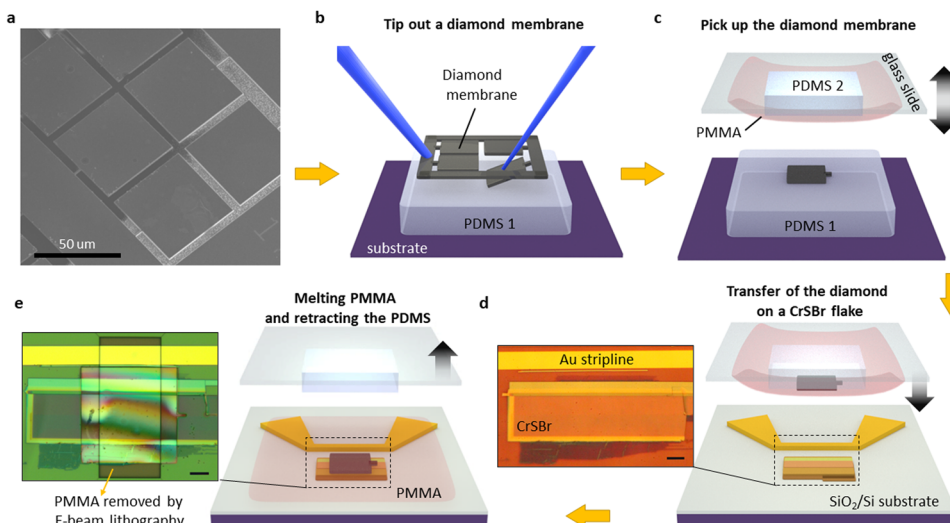 a
50 um
b
Tip out a diamond membrane
Diamond
membrane
PDMS 1
substrate
c
Pick up the diamond membrane
PDMS 2
glass slide
PMMA
PDMS 1
e
Melting PMMA
and retracting the PDMS
PMMA
PMMA removed by
E-beam lithography
d
Transfer of the diamond
on a CrSBr flake
Au stripline
CrSBr
SiO₂/Si substrate